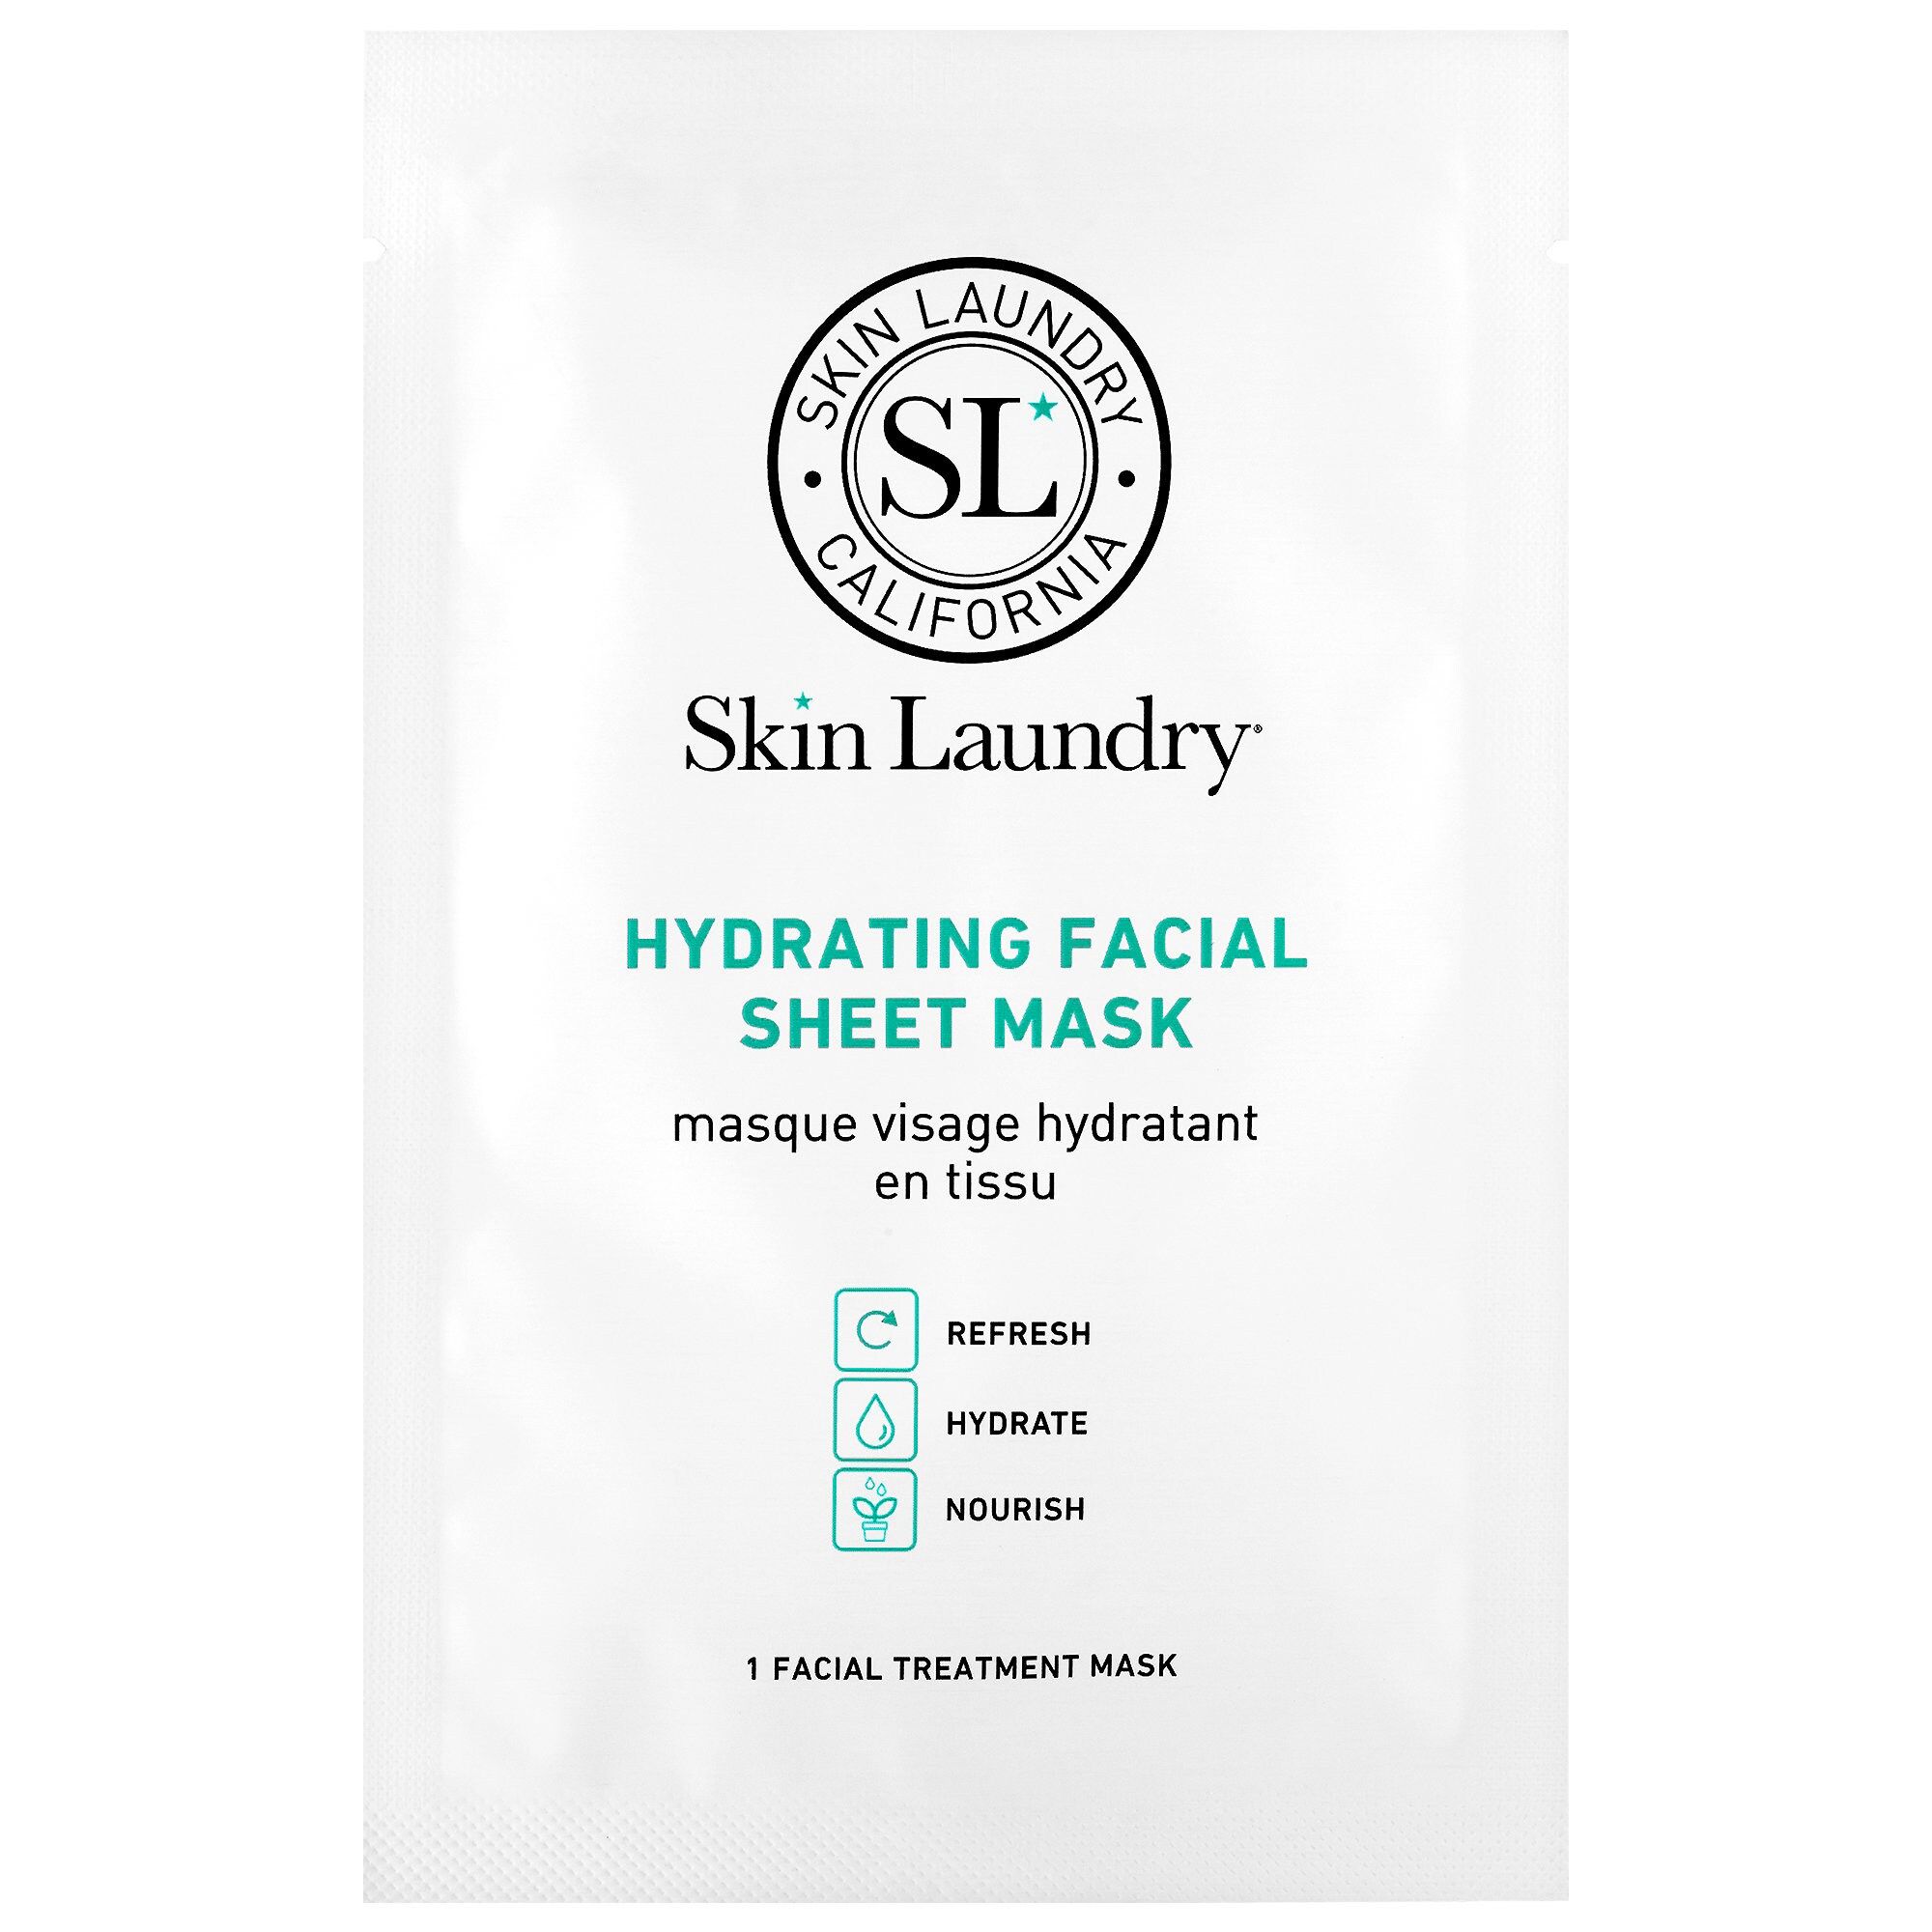 SKIN LAUNDRY
SL
• CALIFORNIA •
Skin Laundry®
HYDRATING FACIAL
SHEET MASK
masque visage hydratant
en tissu
REFRESH
HYDRATE
NOURISH
1 FACIAL TREATMENT MASK